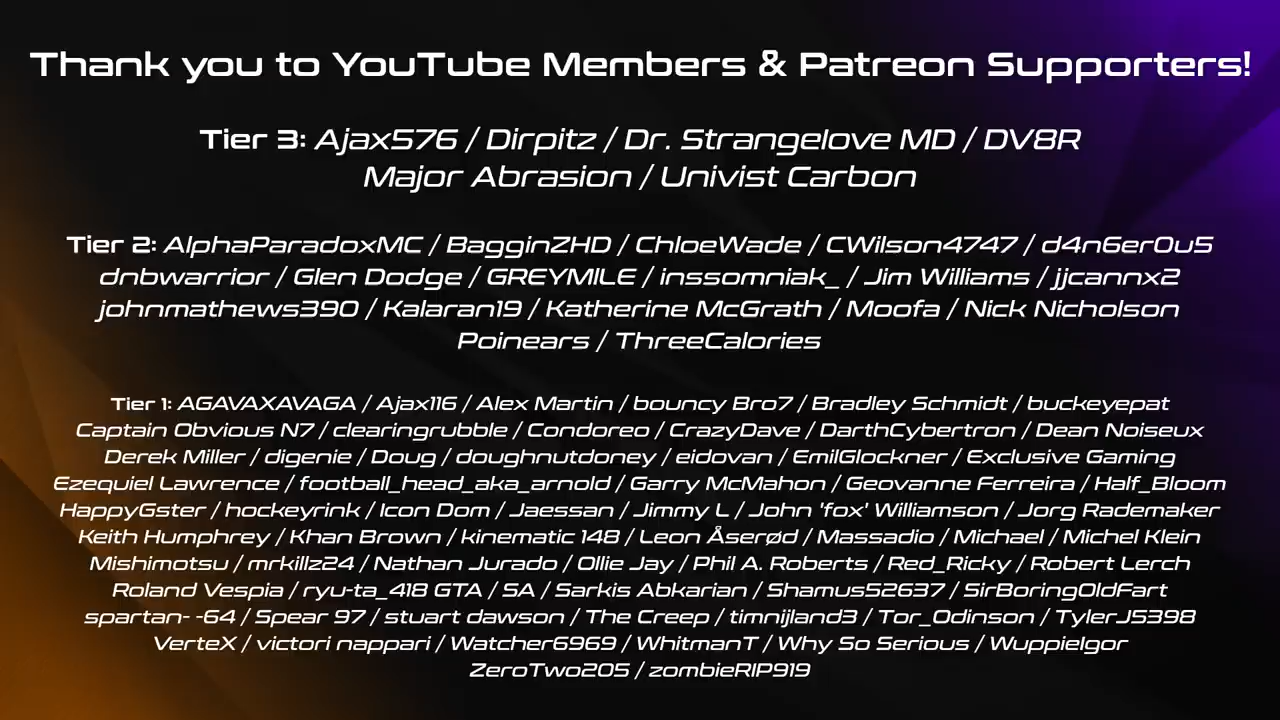 Thank you to YouTube Members & Patreon Supporters!
Tier 3: Ajax576 / Dirpitz / Dr. Strangelove MD / DV8R
Major Abrasion / Univist Carbon
Tier 2: AlphaParadoxMC / BagginZHD / ChloeWade / CWilson4747 / d4n6er0u5
dnbwarrior / Glen Dodge / GREYM1LE / inssomniak_ / Jim Williams / jjcannx2
johnmathews390 / Kalaran19 / Katherine McGrath / Moofa / Nick Nicholson
Poinears / ThreeCalories
Tier 1: AGAVAXAVAGA / Ajax116 / Alex Martin / bouncy Bro7 / Bradley Schmidt / buckeyepat
Captain Obvious N7 / clearingrubble / Condoreo / CrazyDave / DarthCybertron / Dean Noiseux
Derek Miller / digenie / Doug / doughnutdoney / eidovan / EmilGlockner / Exclusive Gaming
Ezequiel Lawrence / football_head_aka_arnold / Garry McMahon / Geovanne Ferreira / Half_Bloom
HappyGster / hockeyrink / Icon Dom / Jaessan / Jimmy L / John 'fox' Williamson / Jorg Rademaker
Keith Humphrey / Khan Brown / kinematic 148 / Leon Åserød / Massadio / Michael / Michel Klein
Mishimotsu / mrkillz24 / Nathan Jurado / Ollie Jay / Phil A. Roberts / Red_Ricky / Robert Lerch
Roland Vespia / ryu-ta_418 GTA / SA / Sarkis Abkarian / Shamus52637 / SirBoringOldFart
spartan- -64 / Spear 97 / stuart dawson / The Creep / timnijland3 / Tor_Odinson / TylerJ5398
VerteX / victori nappari / Watcher6969 / WhitmanT / Why So Serious / WuppieIgor
ZeroTwo205 / zombieRIP919